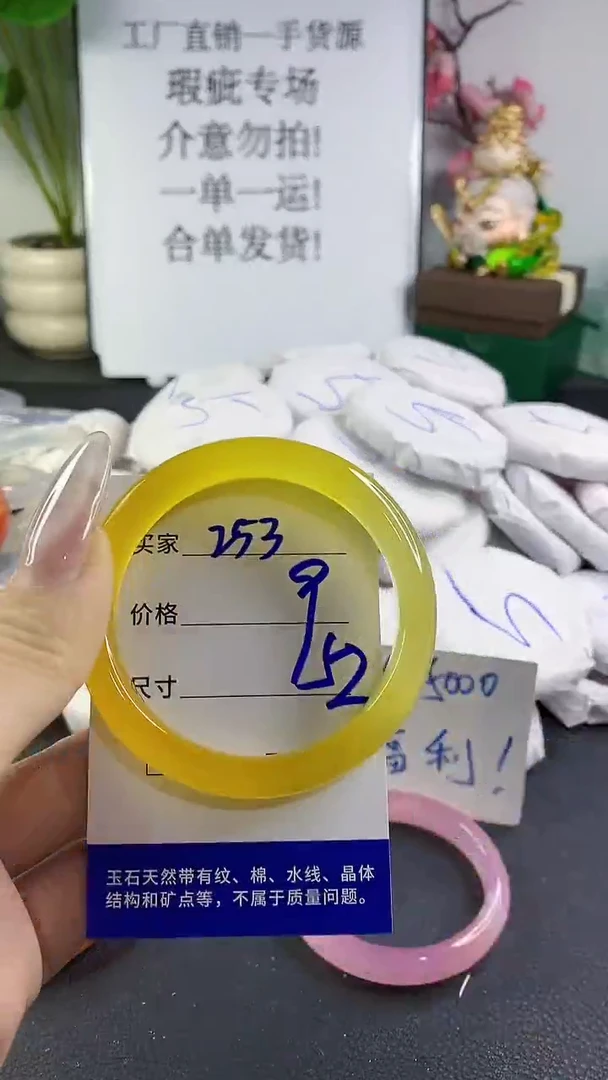 工厂直销一手货源
瑕疵专场
介意勿拍!
一单一运!
合单发货!
买家 253
价格
尺寸 52
5000
福利!
玉石天然带有纹、棉、水线、晶体
结构和矿点等，不属于质量问题。